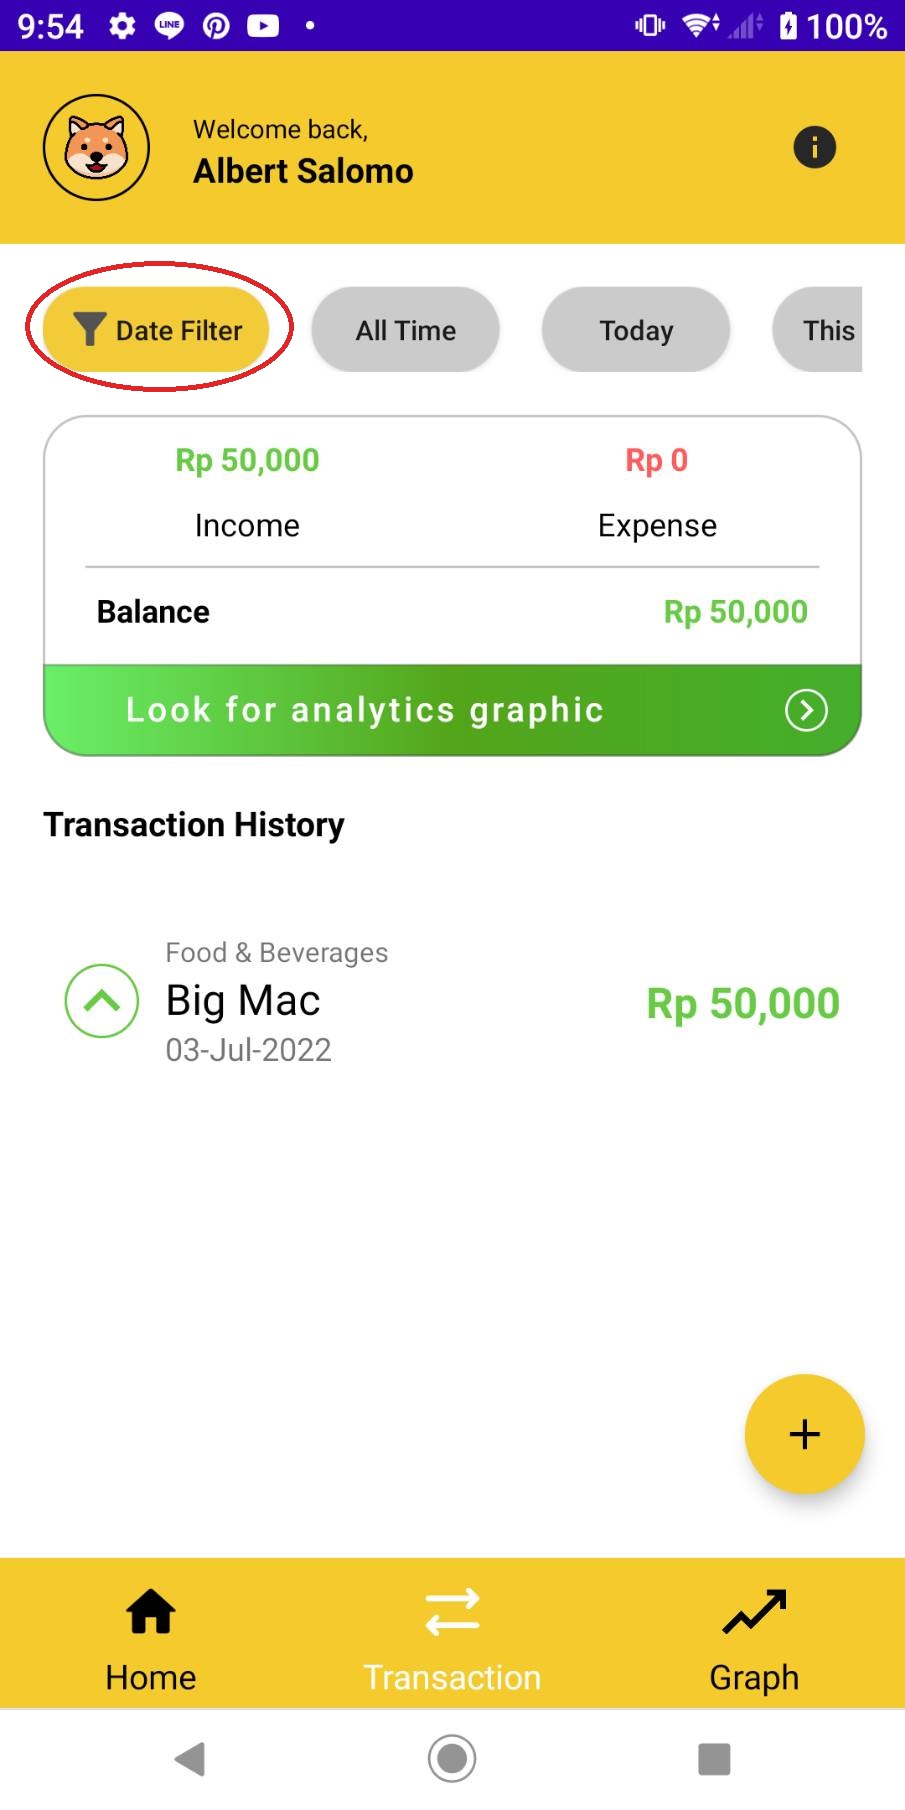 9:54 LINE 100%
Welcome back,
Albert Salomo
Date Filter All Time Today This
Rp 50,000 Rp 0
Income Expense
Balance Rp 50,000
Look for analytics graphic
Transaction History
Food & Beverages
Big Mac Rp 50,000
03-Jul-2022
+
Home Transaction Graph